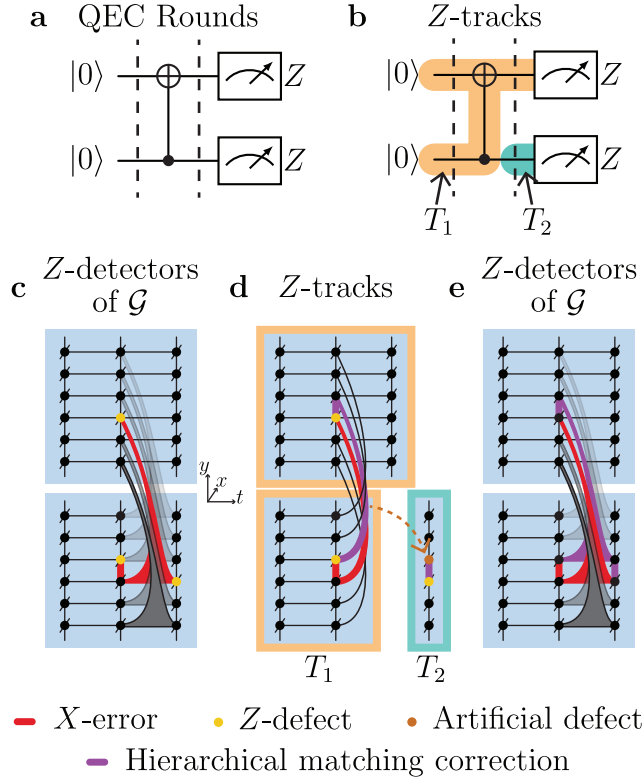 a QEC Rounds
|0⟩ Z
|0⟩ Z
b Z-tracks
|0⟩ Z
|0⟩ Z
T₁ T₂
c Z-detectors
of 𝒢
d Z-tracks
e Z-detectors
of 𝒢
y
x
t
T₁ T₂
X-error Z-defect Artificial defect
Hierarchical matching correction